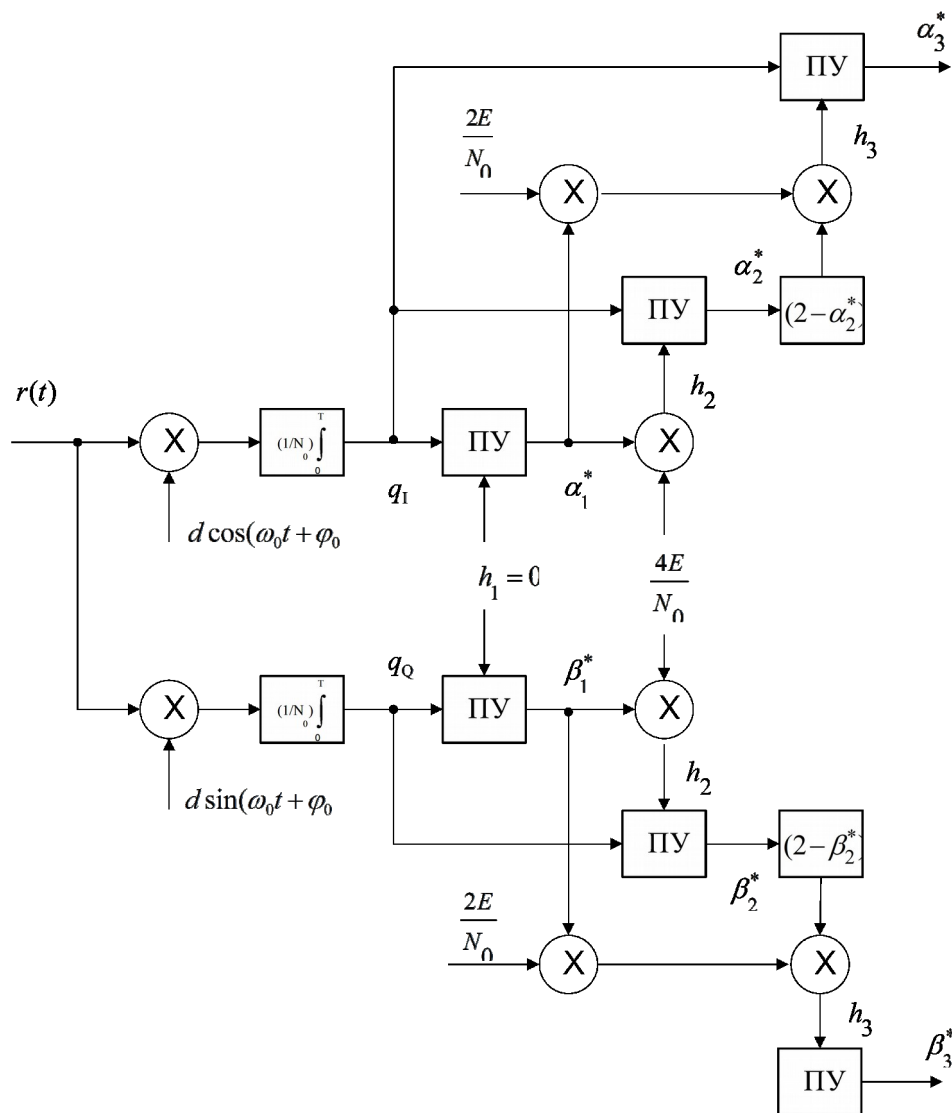 α₃*
ПУ
2E
N₀
h₃
X
X
α₂*
ПУ
(2−α₂*)
r(t)
h₂
X
(1/N₀)∫₀ᵀ
ПУ
X
q_I
α₁*
d cos(ω₀t + φ₀
h₁ = 0
4E
N₀
q_Q
β₁*
X
(1/N₀)∫₀ᵀ
ПУ
X
h₂
d sin(ω₀t + φ₀
ПУ
(2−β₂*)
β₂*
2E
N₀
X
X
h₃
β₃*
ПУ